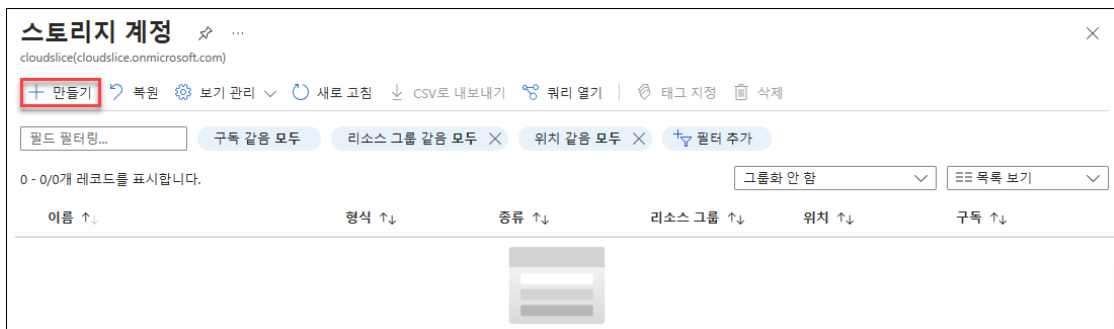 스토리지 계정
cloudslice(cloudslice.onmicrosoft.com)
만들기 복원 보기 관리 새로 고침 CSV로 내보내기 쿼리 열기 태그 지정 삭제
필드 필터링... 구독 같음 모두 리소스 그룹 같음 모두 위치 같음 모두 필터 추가
0 - 0/0개 레코드를 표시합니다. 그룹화 안 함 목록 보기
이름 형식 종류 리소스 그룹 위치 구독